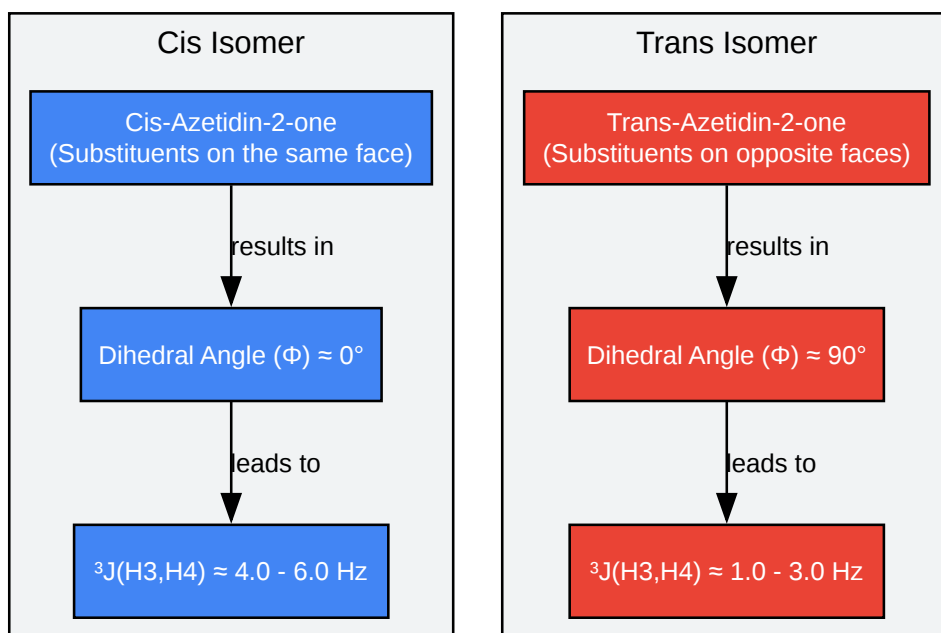 Cis Isomer
Cis-Azetidin-2-one
(Substituents on the same face)
results in
Dihedral Angle (Φ) ≈ 0°
leads to
³J(H3,H4) ≈ 4.0 - 6.0 Hz
Trans Isomer
Trans-Azetidin-2-one
(Substituents on opposite faces)
results in
Dihedral Angle (Φ) ≈ 90°
leads to
³J(H3,H4) ≈ 1.0 - 3.0 Hz